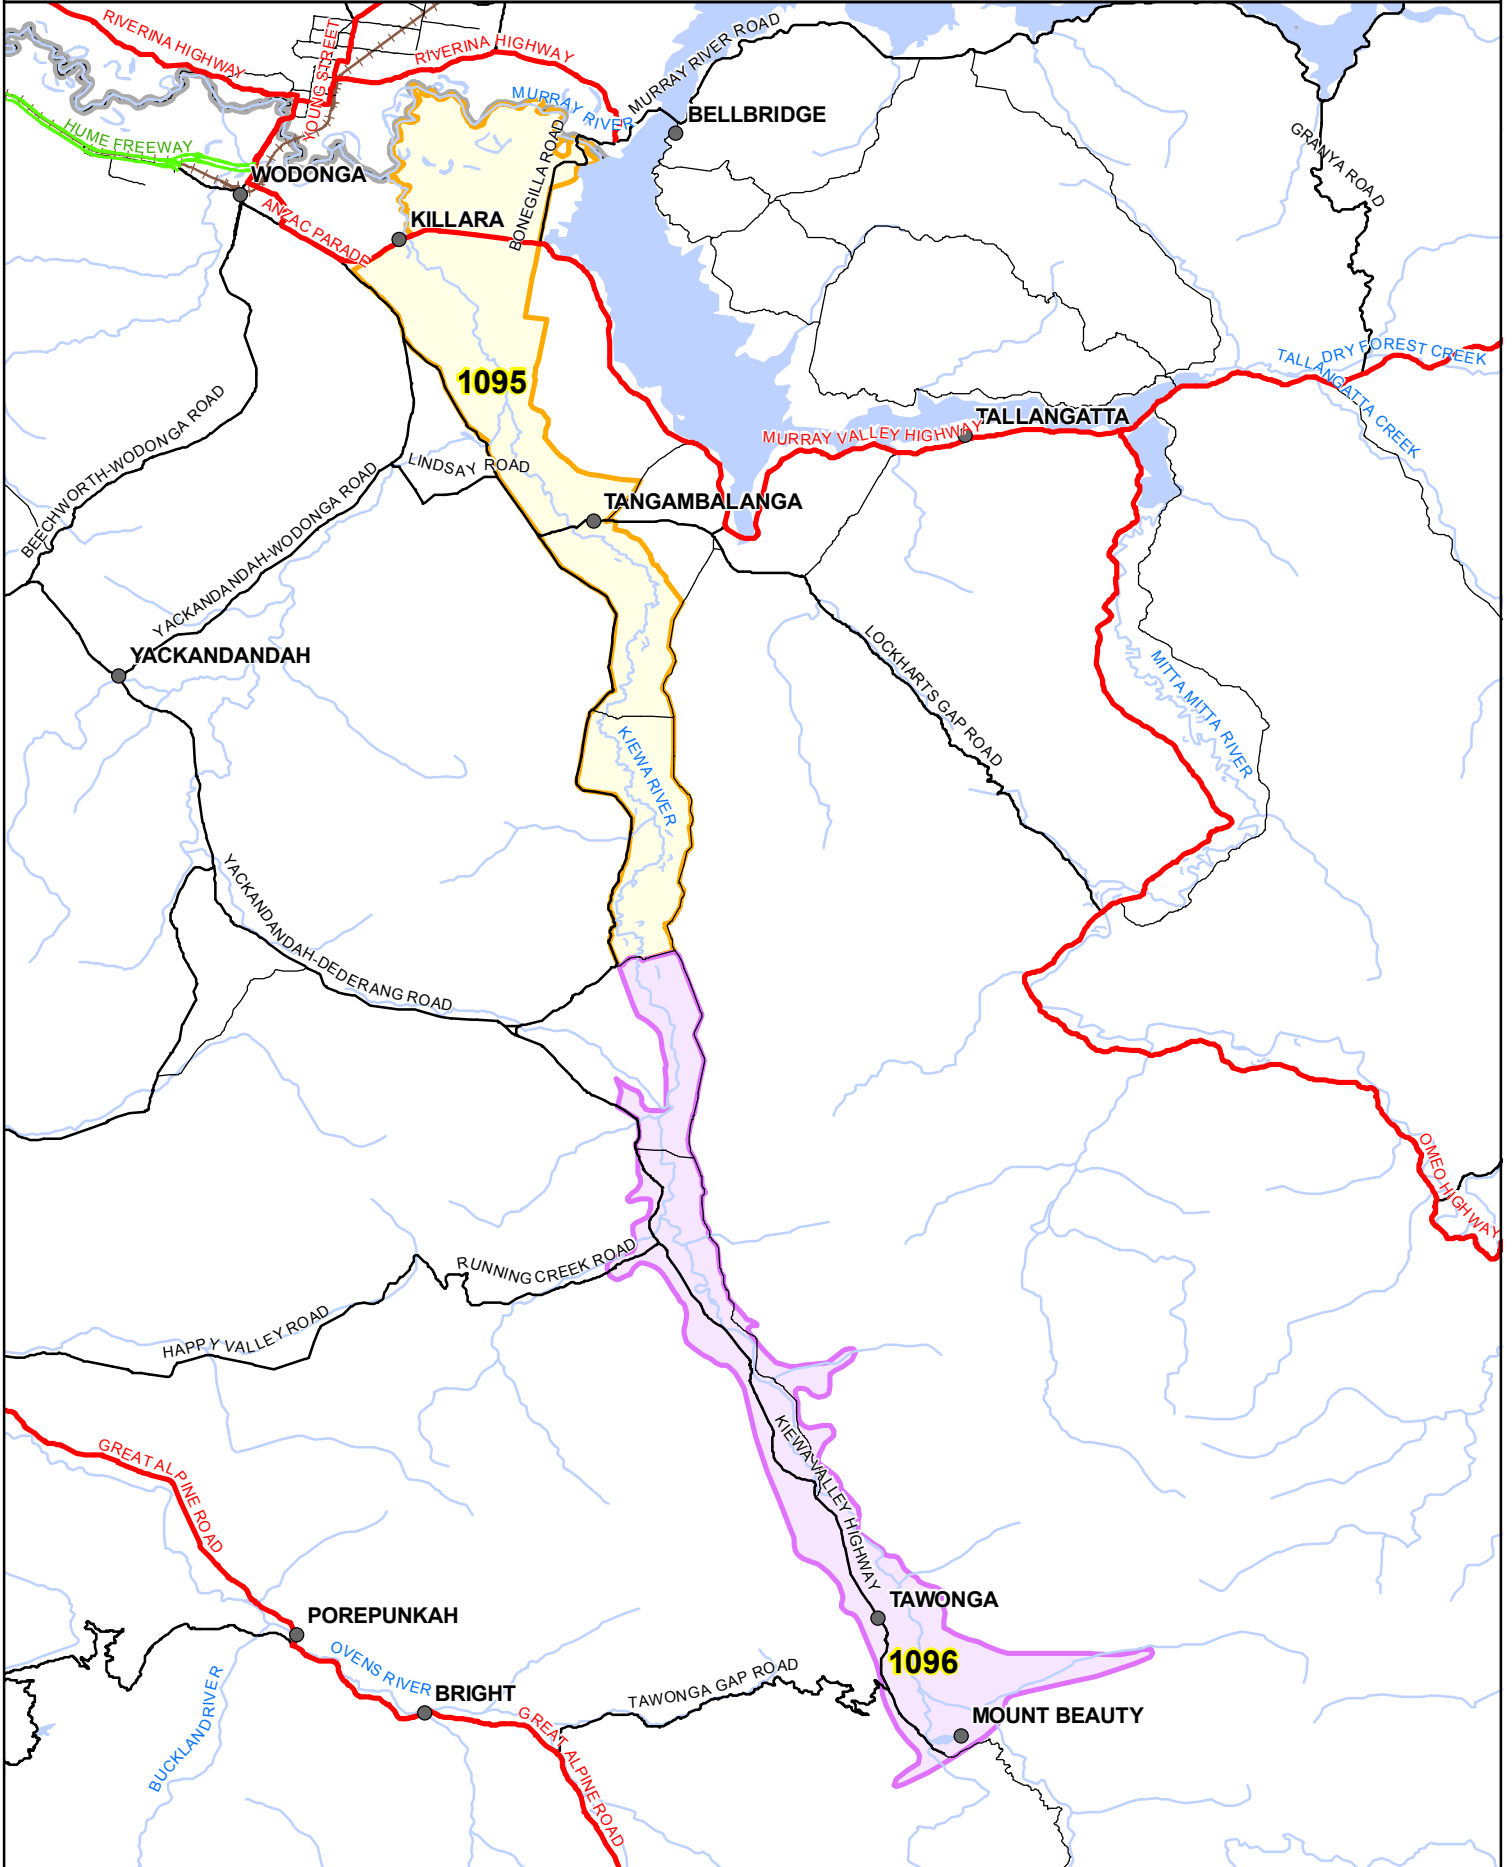 RIVERINA HIGHWAY
YOUNG STREET
RIVERINA HIGHWAY
MURRAY RIVER ROAD
MURRAY RIVER
BELLBRIDGE
HUME FREEWAY
WODONGA
GRANYA ROAD
ANZAC PARADE
KILLARA
BONEGILLA ROAD
1095
DRY FOREST CREEK
TALLANGATTA CREEK
TALLANGATTA
MURRAY VALLEY HIGHWAY
BEECHWORTH-WODONGA ROAD
LINDSAY ROAD
TANGAMBALANGA
YACKANDANDAH-WODONGA ROAD
YACKANDANDAH
LOCKHARTS GAP ROAD
MITTA MITTA RIVER
KIEWA RIVER
YACKANDANDAH-DEDERANG ROAD
OMEO HIGHWAY
RUNNING CREEK ROAD
HAPPY VALLEY ROAD
KIEWA VALLEY HIGHWAY
GREAT ALPINE ROAD
TAWONGA
POREPUNKAH
1096
OVENS RIVER
BUCKLAND RIVER
BRIGHT
TAWONGA GAP ROAD
MOUNT BEAUTY
GREAT ALPINE ROAD